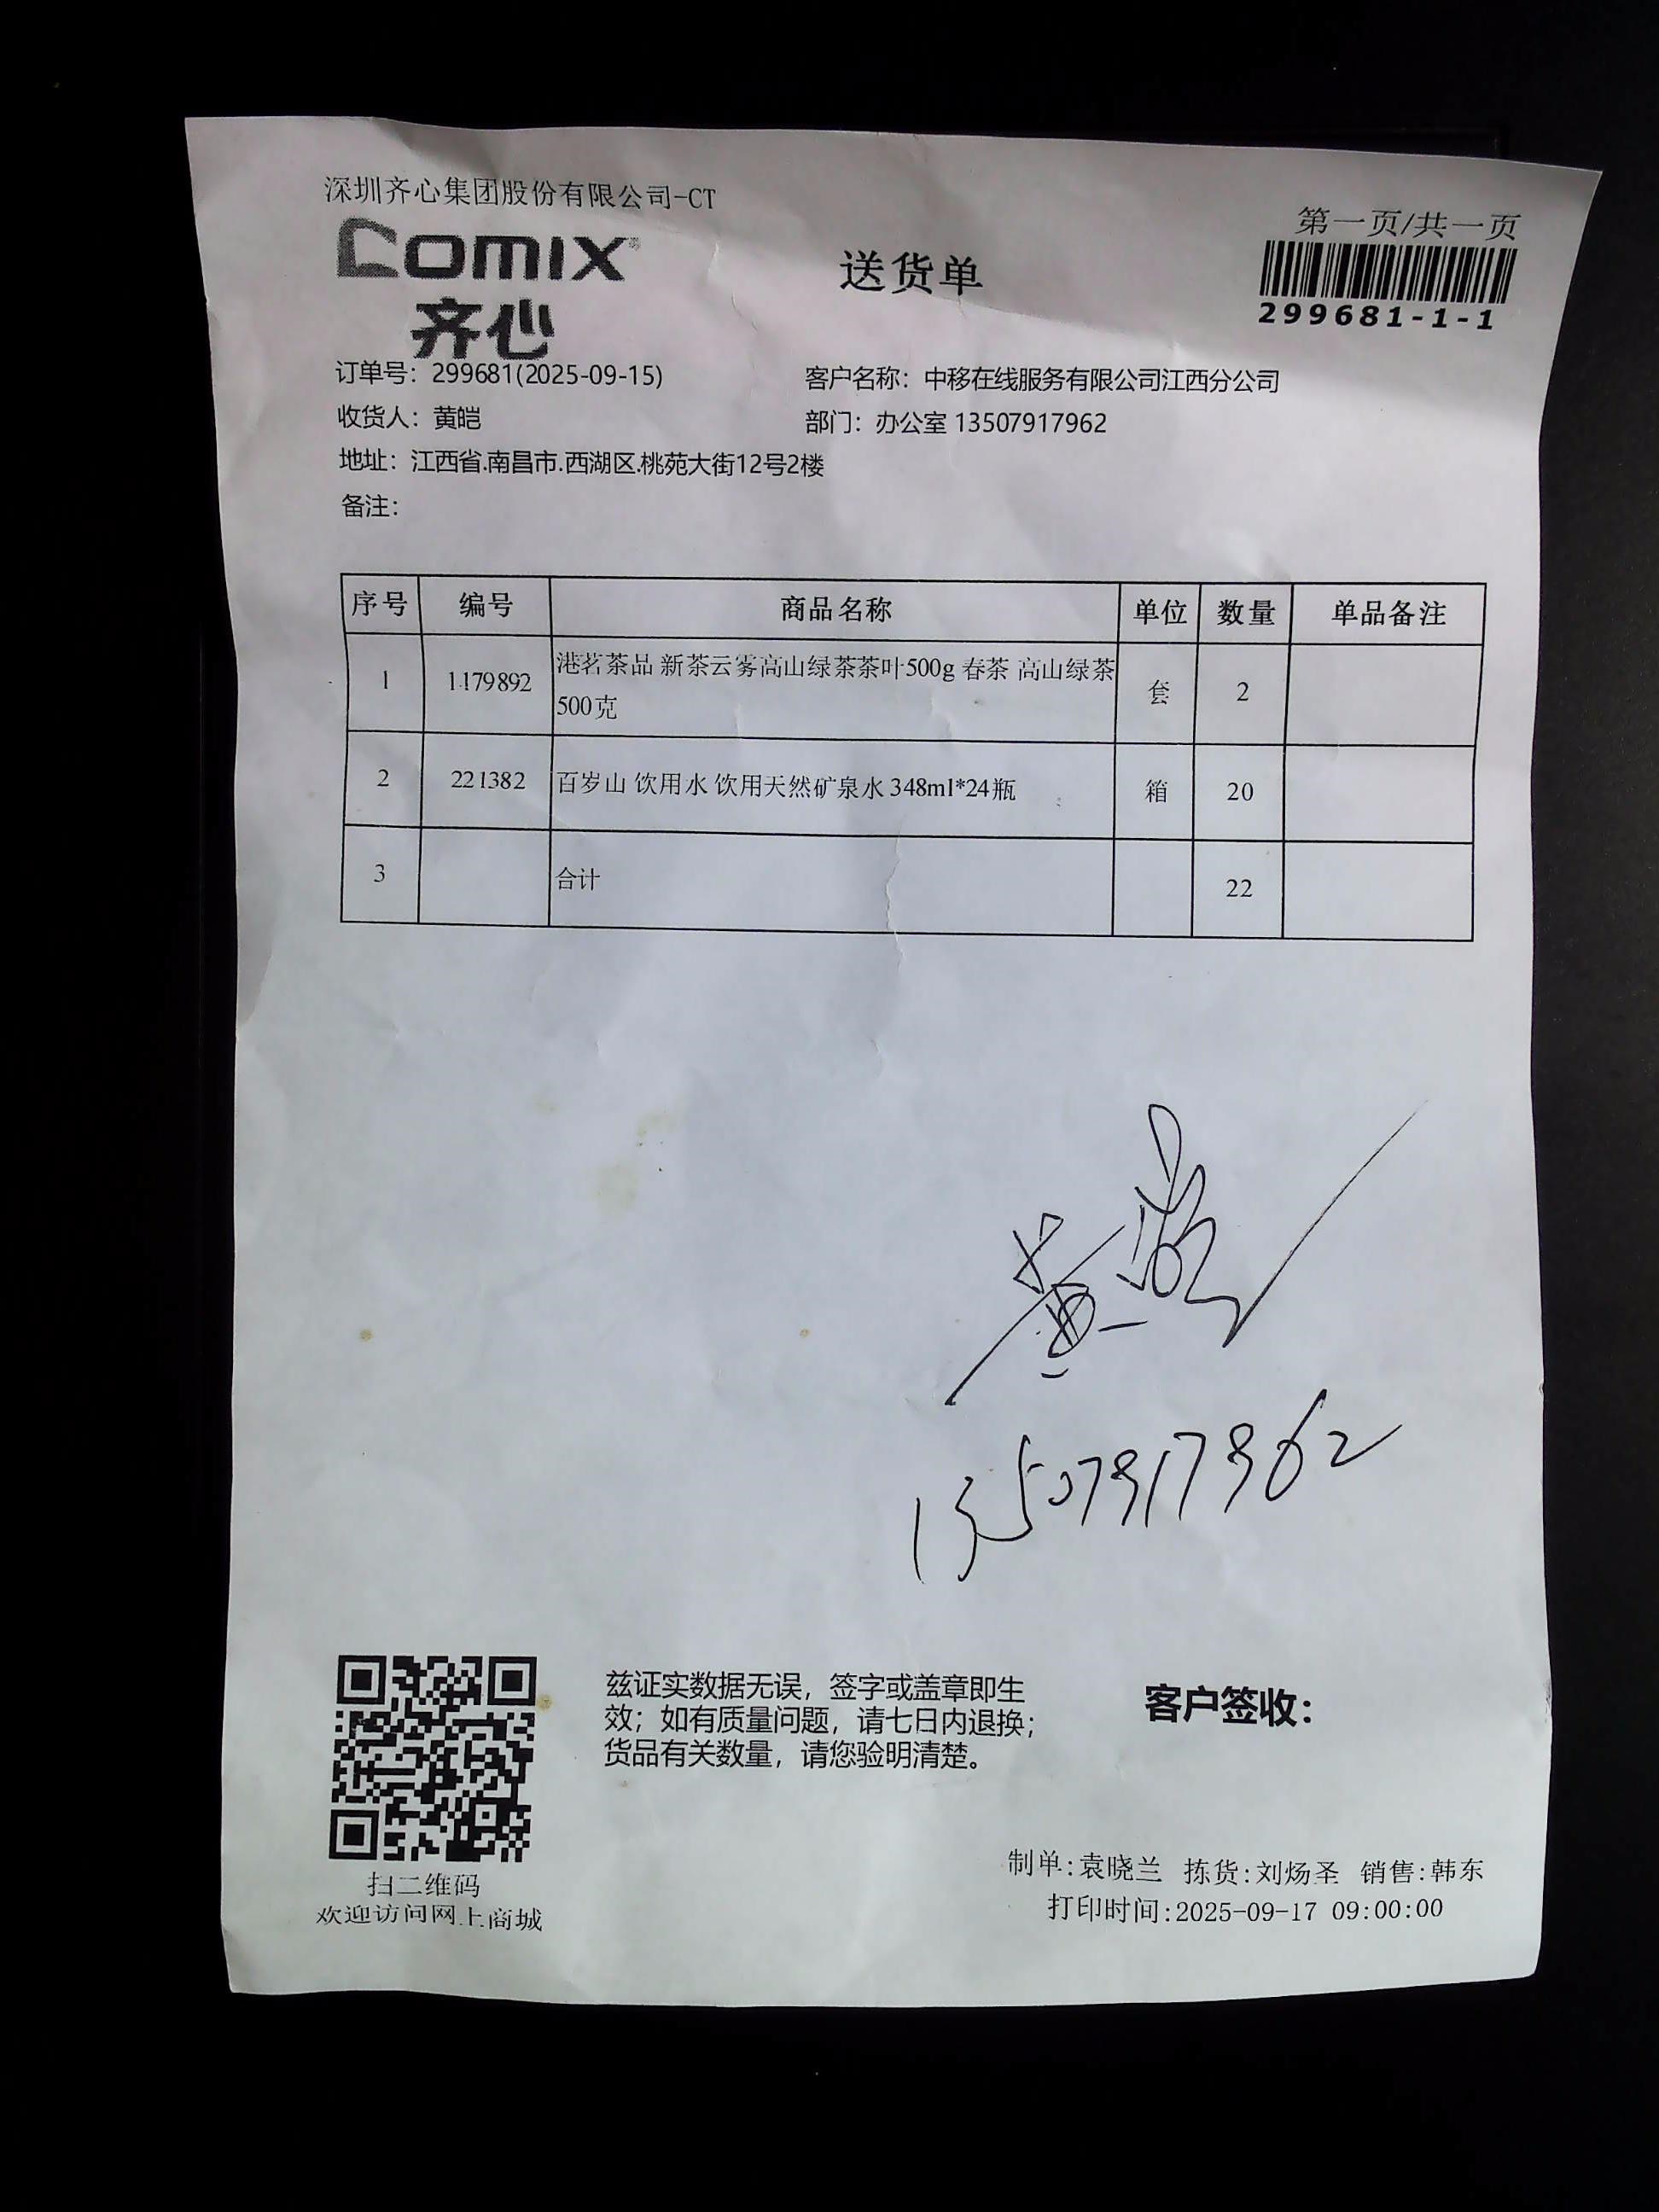 深圳齐心集团股份有限公司-CT
第一页/共一页
COMIX
齐心
送货单
299681-1-1
订单号：299681(2025-09-15)
客户名称：中移在线服务有限公司江西分公司
收货人：黄皑
部门：办公室 13507917962
地址：江西省.南昌市.西湖区.桃苑大街12号2楼
备注：
序号 编号 商品名称 单位 数量 单品备注
1 1179892 港茗茶品 新茶云雾高山绿茶茶叶500g 春茶 高山绿茶 套 2
500克
2 221382 百岁山 饮用水 饮用天然矿泉水 348ml*24瓶 箱 20
3 合计 22
黄皑
13507917962
兹证实数据无误，签字或盖章即生
效；如有质量问题，请七日内退换；
货品有关数量，请您验明清楚。
客户签收：
扫二维码
欢迎访问网上商城
制单:袁晓兰 拣货:刘炀圣 销售:韩东
打印时间:2025-09-17 09:00:00